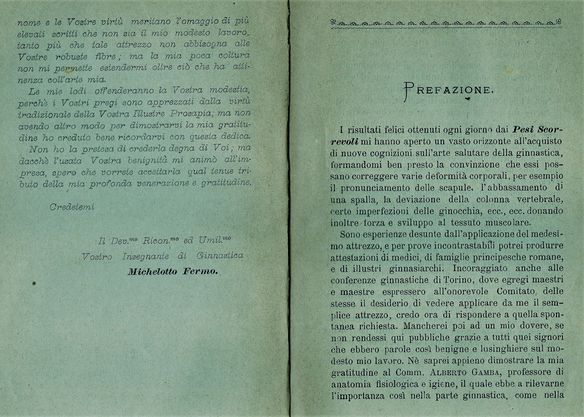 nome e le Vostre virtù meritano l'omaggio di più
elevati scritti che non sia il mio modesto lavoro,
tanto più che tale attrezzo non abbisogna alle
Vostre robuste fibre; ma la mia poca coltura
non mi permette estendermi oltre ciò che ha atti-
nenza coll'arte mia.
Le mie lodi offenderanno la Vostra modestia,
perchè i Vostri pregi sono apprezzati dalla virtù
tradizionale della Vostra Illustre Prosapia, ma non
avendo altro modo per dimostrarvi la mia gratitu-
dine ho creduto bene ricordarvi con questa dedica.
Non ho la pretesa di crederla degna di Voi; ma
dacchè l'usata Vostra benignità mi animò all'im-
presa, spero che vorrete accettarla qual tenue tri-
buto della mia profonda venerazione e gratitudine.
Credetemi
Il Dev.mo Ricon.mo ed Umil.mo
Vostro Insegnante di Ginnastica
Michelotto Fermo.
PREFAZIONE.
I risultati felici ottenuti ogni giorno dai Pesi Scor-
revoli mi hanno aperto un vasto orizzonte all'acquisto
di nuove cognizioni sull'arte salutare della ginnastica,
formandomi ben presto la convinzione che essi pos-
sano correggere varie deformità corporali, per esempio
il pronunciamento delle scapule. l'abbassamento di
una spalla, la deviazione della colonna vertebrale,
certe imperfezioni delle ginocchia, ecc., ecc. donando
inoltre forza e sviluppo al tessuto muscolare.
Sono esperienze desunte dall'applicazione del medesi-
mo attrezzo, e per prove incontrastabili potrei produrre
attestazioni di medici, di famiglie principesche romane,
e di illustri ginnasiarchi. Incoraggiato anche alle
conferenze ginnastiche di Torino, dove egregi maestri
e maestre espressero all'onorevole Comitato, delle
stesse il desiderio di vedere applicare da me il sem-
plice attrezzo, credo ora di rispondere a quella spon-
tanea richiesta. Mancherei poi ad un mio dovere, se
non rendessi qui pubbliche grazie a tutti quei signori
che ebbero parole così benigne e lusinghiere sul mo-
desto mio lavoro. Nè saprei appieno dimostrare la mia
gratitudine al Comm. ALBERTO GAMBA, professore di
anatomia fisiologica e igiene, il quale ebbe a rilevarne
l'importanza così nella parte ginnastica, come nella